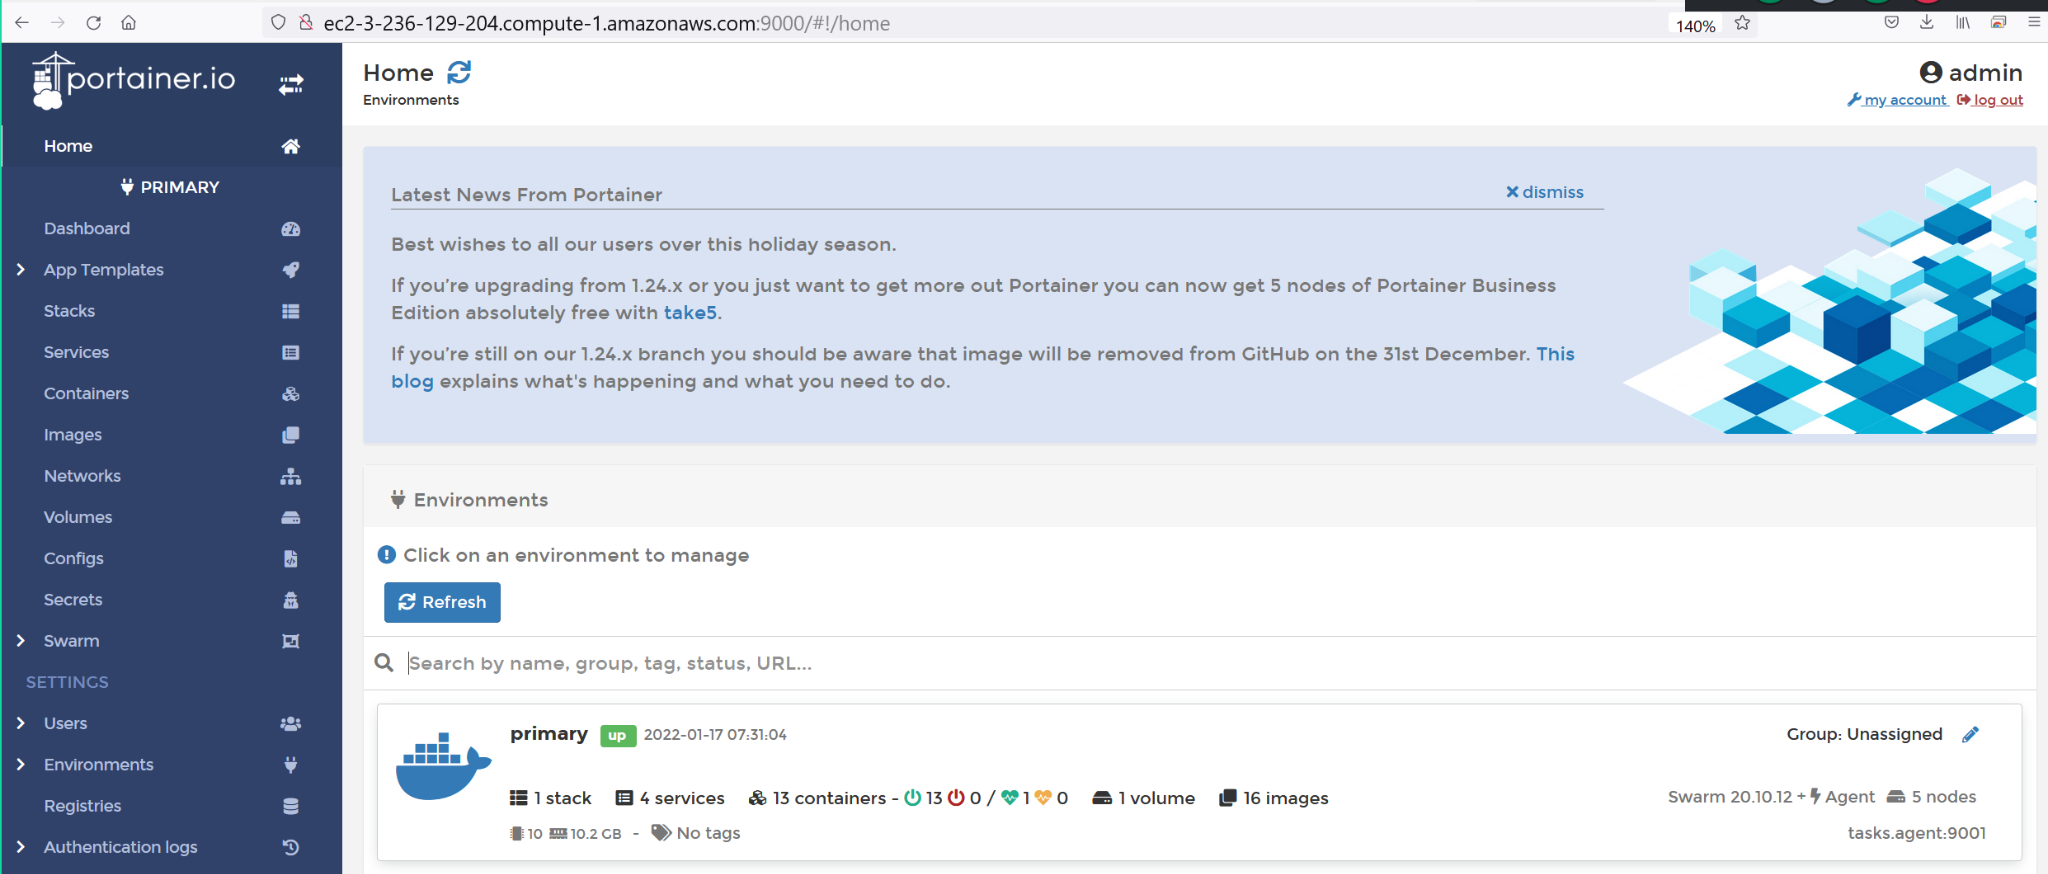 ec2-3-236-129-204.compute-1.amazonaws.com:9000/#!/home
140%
portainer.io
Home
PRIMARY
Dashboard
App Templates
Stacks
Services
Containers
Images
Networks
Volumes
Configs
Secrets
Swarm
SETTINGS
Users
Environments
Registries
Authentication logs
Home
Environments
admin
my account log out
Latest News From Portainer
dismiss
Best wishes to all our users over this holiday season.
If you’re upgrading from 1.24.x or you just want to get more out Portainer you can now get 5 nodes of Portainer Business
Edition absolutely free with take5.
If you’re still on our 1.24.x branch you should be aware that image will be removed from GitHub on the 31st December. This
blog explains what's happening and what you need to do.
Environments
Click on an environment to manage
Refresh
Search by name, group, tag, status, URL...
primary up 2022-01-17 07:31:04
Group: Unassigned
1 stack 4 services 13 containers - 13 0 / 1 0 1 volume 16 images
Swarm 20.10.12 + Agent 5 nodes
10 10.2 GB - No tags
tasks.agent:9001